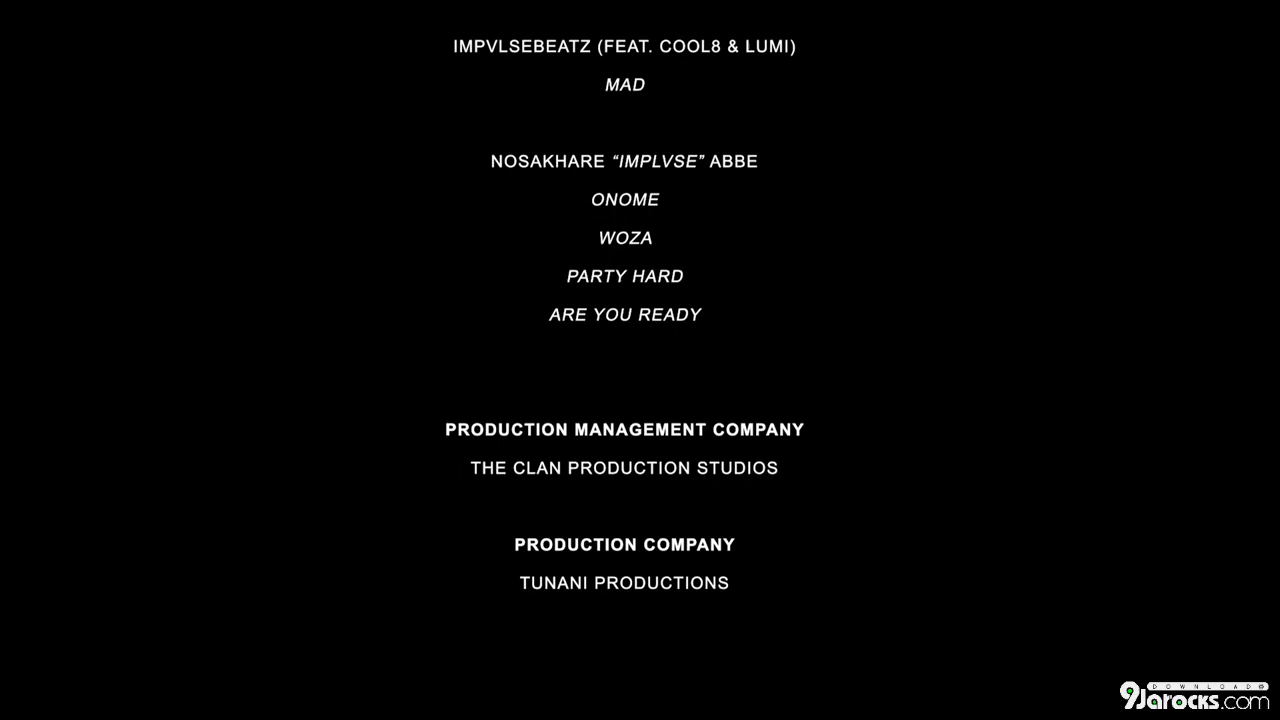 IMPVLSEBEATZ (FEAT. COOL8 & LUMI)
MAD
NOSAKHARE “IMPLVSE” ABBE
ONOME
WOZA
PARTY HARD
ARE YOU READY
PRODUCTION MANAGEMENT COMPANY
THE CLAN PRODUCTION STUDIOS
PRODUCTION COMPANY
TUNANI PRODUCTIONS
DOWNLOAD@
9Jarocks.com